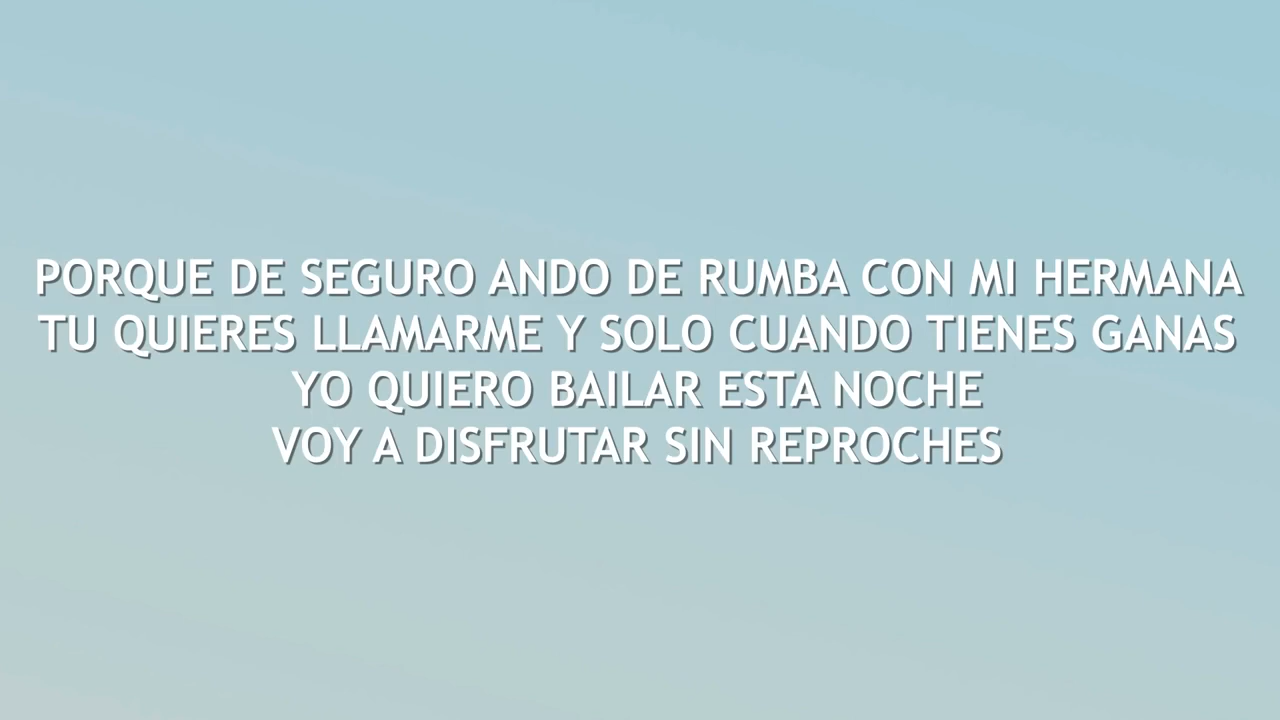 PORQUE DE SEGURO ANDO DE RUMBA CON MI HERMANA
TU QUIERES LLAMARME Y SOLO CUANDO TIENES GANAS
YO QUIERO BAILAR ESTA NOCHE
VOY A DISFRUTAR SIN REPROCHES